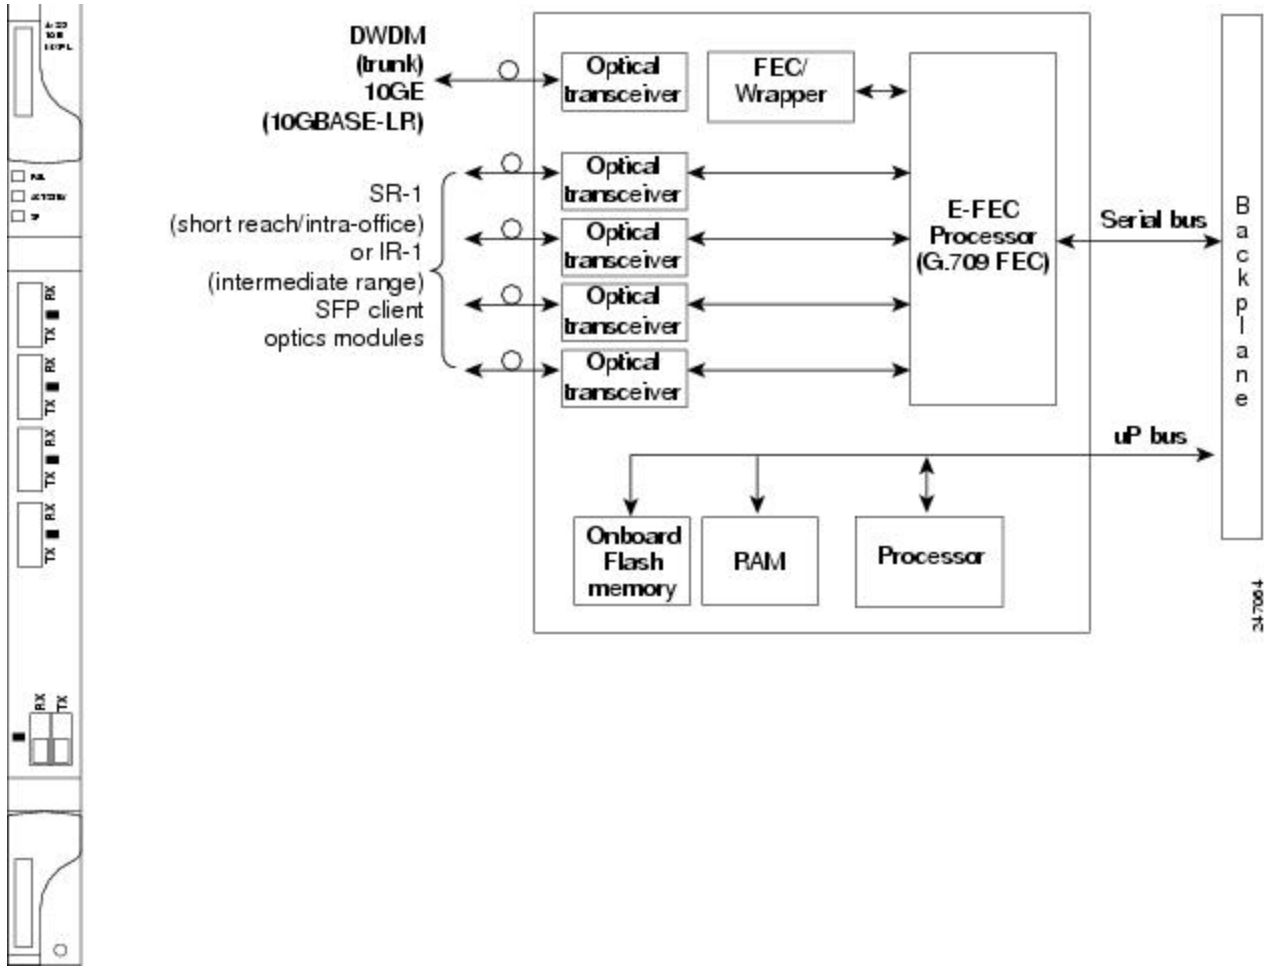 DWDM
(trunk)
10GE
(10GBASE-LR)
Optical
transceiver
FEC/
Wrapper
SR-1
(short reach/intra-office)
or IR-1
(intermediate range)
SFP client
optics modules
Optical
transceiver
Optical
transceiver
Optical
transceiver
Optical
transceiver
E-FEC
Processor
(G.709 FEC)
Serial bus
Backplane
uP bus
Onboard
Flash
memory
RAM
Processor
247064
RX
TX
RX
TX
RX
TX
RX
TX
RX
TX